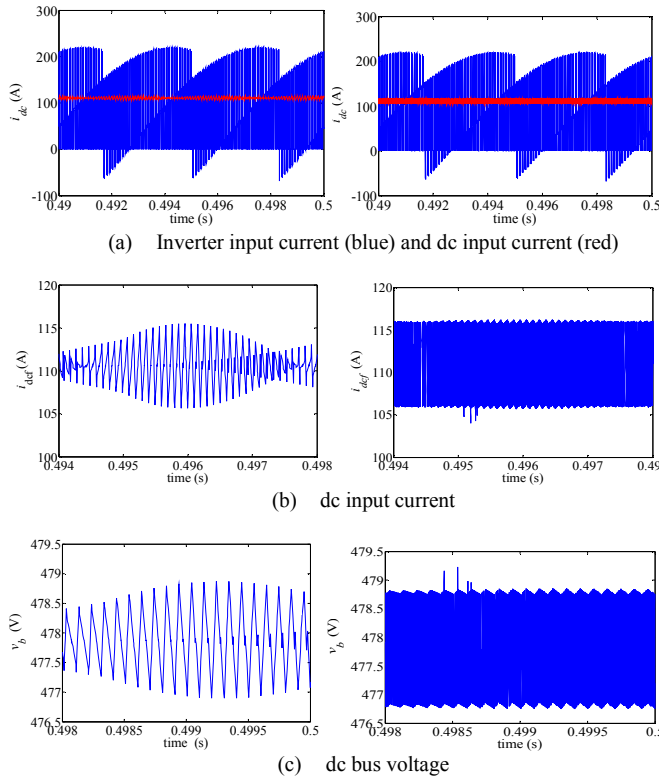 300
200
100
0
-100
i_dc (A)
0.49 0.492 0.494 0.496 0.498 0.5
time (s)
300
200
100
0
-100
i_dc (A)
0.49 0.492 0.494 0.496 0.498 0.5
time (s)
(a) Inverter input current (blue) and dc input current (red)
120
115
110
105
100
i_dcf (A)
0.494 0.495 0.496 0.497 0.498
time (s)
120
115
110
105
100
i_dcf (A)
0.494 0.495 0.496 0.497 0.49
time (s)
(b) dc input current
479.5
479
478.5
478
477.5
477
476.5
v_b (V)
0.498 0.4985 0.499 0.4995 0.5
time (s)
479.5
479
478.5
478
477.5
477
476.5
v_b (V)
0.498 0.4985 0.499 0.4995 0.5
time (s)
(c) dc bus voltage